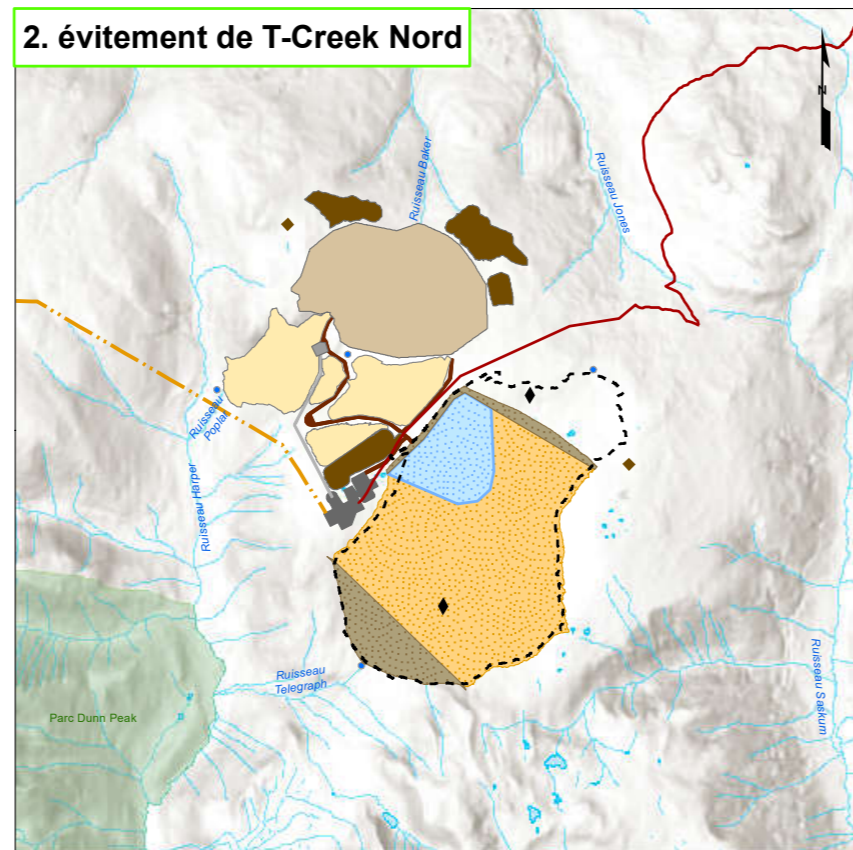 2. évitement de T-Creek Nord
N
Ruisseau Baker
Ruisseau Jones
Ruisseau
Poplar
Ruisseau Harper
Ruisseau
Telegraph
Ruisseau Saskum
Parc Dunn Peak